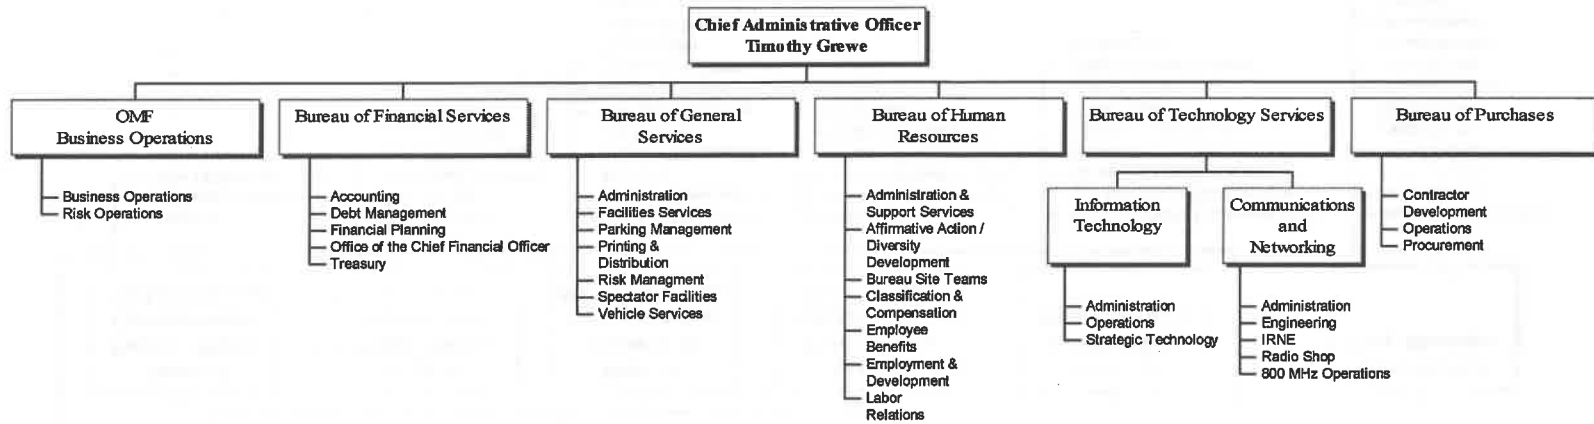 Chief Administrative Officer
Timothy Grewe
OMF
Business Operations
Business Operations
Risk Operations
Bureau of Financial Services
Accounting
Debt Management
Financial Planning
Office of the Chief Financial Officer
Treasury
Bureau of General
Services
Administration
Facilities Services
Parking Management
Printing &
Distribution
Risk Managment
Spectator Facilities
Vehicle Services
Bureau of Human
Resources
Administration &
Support Services
Affirmative Action /
Diversity
Development
Bureau Site Teams
Classification &
Compensation
Employee
Benefits
Employment &
Development
Labor
Relations
Bureau of Technology Services
Information
Technology
Administration
Operations
Strategic Technology
Communications
and
Networking
Administration
Engineering
IRNE
Radio Shop
800 MHz Operations
Bureau of Purchases
Contractor
Development
Operations
Procurement